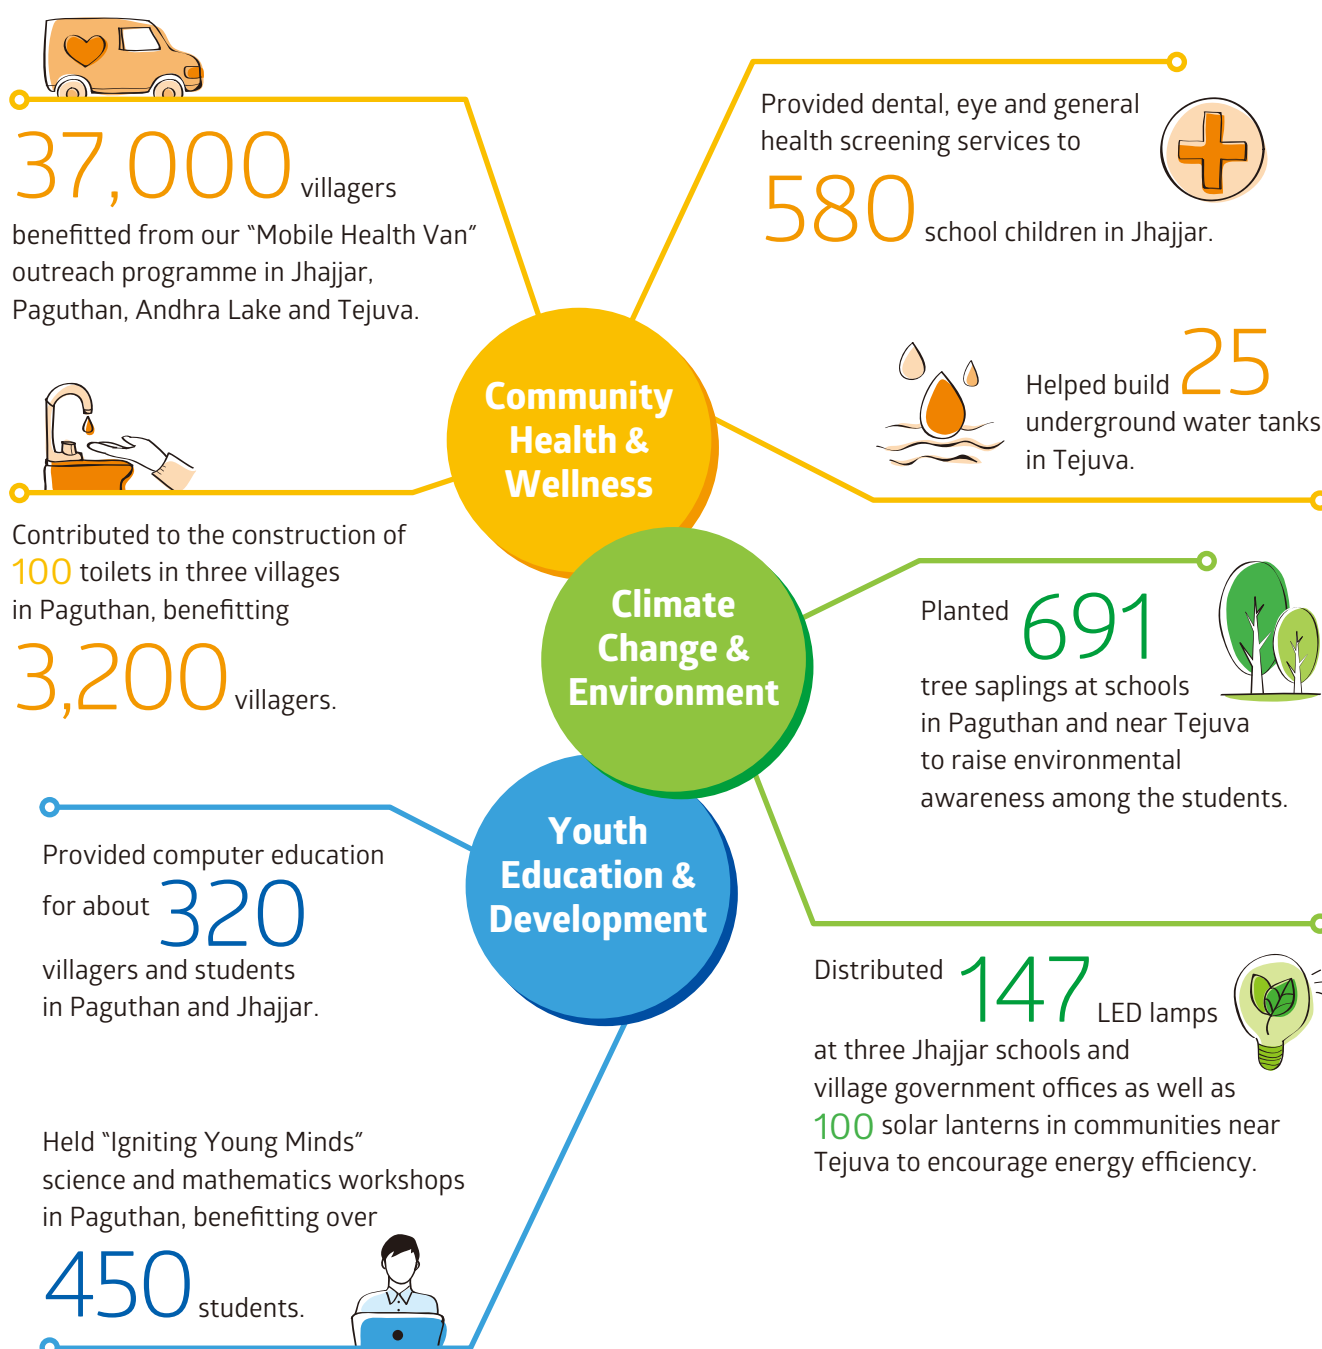 37,000 villagers
benefitted from our “Mobile Health Van”
outreach programme in Jhajjar,
Paguthan, Andhra Lake and Tejuva.
Provided dental, eye and general
health screening services to
580 school children in Jhajjar.
Helped build 25
underground water tanks
in Tejuva.
Contributed to the construction of
100 toilets in three villages
in Paguthan, benefitting
3,200 villagers.
Community
Health &
Wellness
Climate
Change &
Environment
Planted 691
tree saplings at schools
in Paguthan and near Tejuva
to raise environmental
awareness among the students.
Distributed 147 LED lamps
at three Jhajjar schools and
village government offices as well as
100 solar lanterns in communities near
Tejuva to encourage energy efficiency.
Youth
Education &
Development
Provided computer education
for about 320
villagers and students
in Paguthan and Jhajjar.
Held “Igniting Young Minds”
science and mathematics workshops
in Paguthan, benefitting over
450 students.